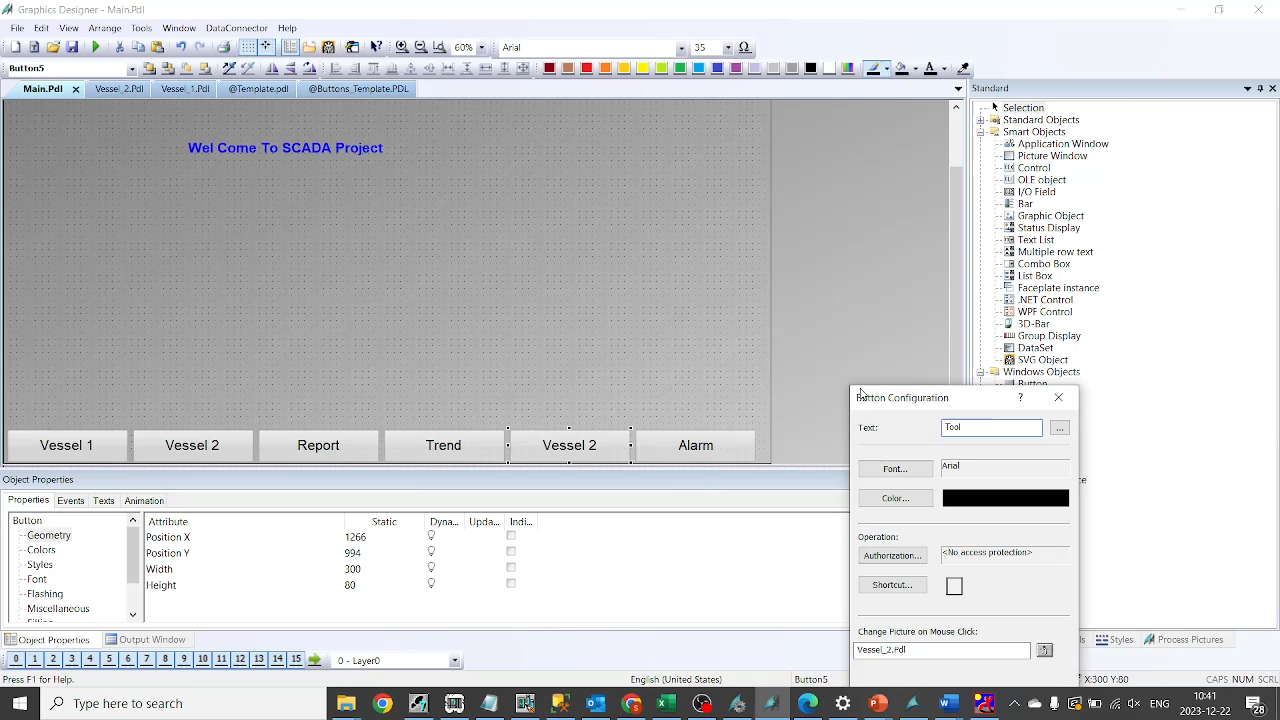 Graphics Designer - Main.Pdl
File Edit View Arrange Tools Window DataConnector Help
60% Arial 35
Button5
Main.Pdl Vessel_2.Pdl Vessel_1.Pdl @Template.pdl @Buttons_Template.PDL
Standard
Selection
Standard Objects
Smart Objects
Application Window
Picture Window
Control
OLE object
I/O Field
Bar
Graphic Object
Status Display
Text List
Multiple row text
Combo Box
List Box
Faceplate instance
.NET Control
WPF Control
3D-Bar
Group Display
DataSet
SVG Object
Windows Objects
Button
Wel Come To SCADA Project
Vessel 1 Vessel 2 Report Trend Vessel 2 Alarm
Button Configuration ?
Text: Tool ...
Font... Arial
Color...
Operation:
Authorization... <No access protection>
Shortcut...
Change Picture on Mouse Click:
Vessel_2.Pdl
Object Properties
Properties Events Texts Animation
Button
Geometry
Colors
Styles
Font
Flashing
Miscellaneous
Attribute Static Dyna... Upda... Indi...
Position X 1266
Position Y 994
Width 300
Height 80
Object Properties Output Window
Styles Process Pictures
0 1 2 3 4 5 6 7 8 9 10 11 12 13 14 15 0 - Layer0
Press F1 for Help. English (United States) Button5 X:300 Y:80 CAPS NUM SCRL
Type here to search
ENG
10:41
2023-12-22
28